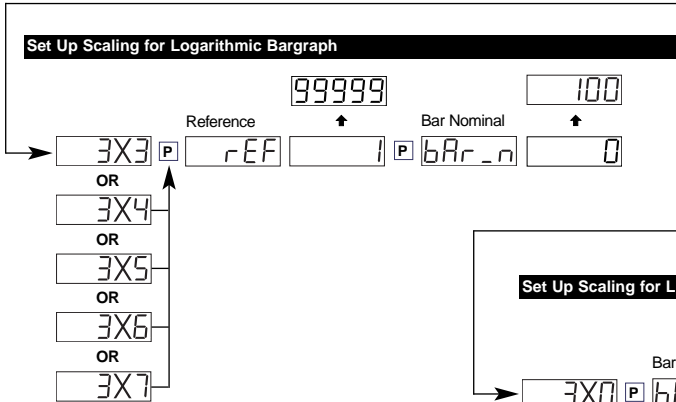 Set Up Scaling for Logarithmic Bargraph
99999
100
Reference
Bar Nominal
3X3 P rEF 1 P bAr_n 0
OR
3X4
OR
3X5
OR
3X6
OR
3X7
Set Up Scaling for L
Bar
3X0 P